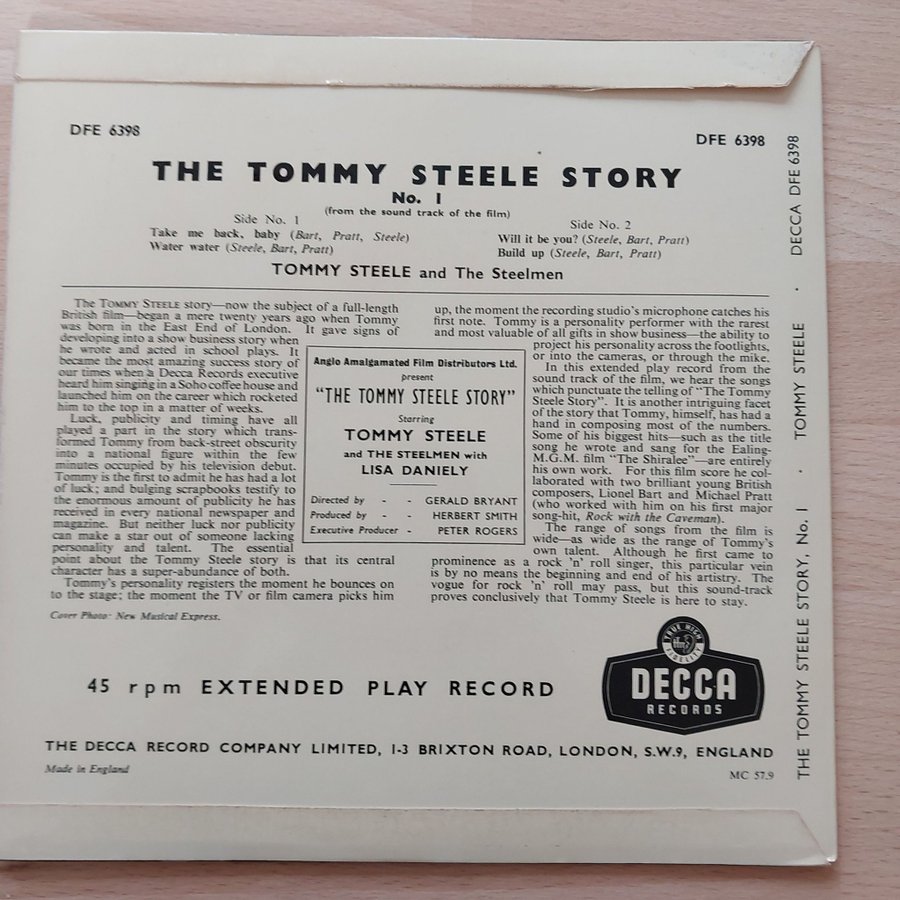 DFE 6398
DFE 6398
THE TOMMY STEELE STORY
No. 1
(from the sound track of the film)
Side No. 1
Take me back, baby (Bart, Pratt, Steele)
Water water (Steele, Bart, Pratt)
Side No. 2
Will it be you? (Steele, Bart, Pratt)
Build up (Steele, Bart, Pratt)
TOMMY STEELE and The Steelmen
The TOMMY STEELE story—now the subject of a full-length
British film—began a mere twenty years ago when Tommy
was born in the East End of London. It gave signs of
developing into a show business story when
he wrote and acted in school plays. It
became the most amazing success story of
our times when a Decca Records executive
heard him singing in a Soho coffee house and
launched him on the career which rocketed
him to the top in a matter of weeks.
Luck, publicity and timing have all
played a part in the story which trans-
formed Tommy from back-street obscurity
into a national figure within the few
minutes occupied by his television debut.
Tommy is the first to admit he has had a lot
of luck; and bulging scrapbooks testify to
the enormous amount of publicity he has
received in every national newspaper and
magazine. But neither luck nor publicity
can make a star out of someone lacking
personality and talent. The essential
point about the Tommy Steele story is that its central
character has a super-abundance of both.
Tommy's personality registers the moment he bounces on
to the stage; the moment the TV or film camera picks him
Anglo Amalgamated Film Distributors Ltd.
present
"THE TOMMY STEELE STORY"
Starring
TOMMY STEELE
and THE STEELMEN with
LISA DANIELY
Directed by - - GERALD BRYANT
Produced by - - HERBERT SMITH
Executive Producer - PETER ROGERS
up, the moment the recording studio's microphone catches his
first note. Tommy is a personality performer with the rarest
and most valuable of all gifts in show business—the ability to
project his personality across the footlights,
or into the cameras, or through the mike.
In this extended play record from the
sound track of the film, we hear the songs
which punctuate the telling of "The Tommy
Steele Story". It is another intriguing facet
of the story that Tommy, himself, has had a
hand in composing most of the numbers.
Some of his biggest hits—such as the title
song he wrote and sang for the Ealing-
M.G.M. film "The Shiralee"—are entirely
his own work. For this film score he col-
laborated with two brilliant young British
composers, Lionel Bart and Michael Pratt
(who worked with him on his first major
song-hit, Rock with the Caveman).
The range of songs from the film is
wide—as wide as the range of Tommy's
own talent. Although he first came to
prominence as a rock 'n' roll singer, this particular vein
is by no means the beginning and end of his artistry. The
vogue for rock 'n' roll may pass, but this sound-track
proves conclusively that Tommy Steele is here to stay.
Cover Photo: New Musical Express.
45 rpm EXTENDED PLAY RECORD
TRUE HIGH
ffrr
FIDELITY
DECCA
RECORDS
THE DECCA RECORD COMPANY LIMITED, 1-3 BRIXTON ROAD, LONDON, S.W.9, ENGLAND
Made in England
MC 57.9
THE TOMMY STEELE STORY, No. 1 · TOMMY STEELE · DECCA DFE 6398